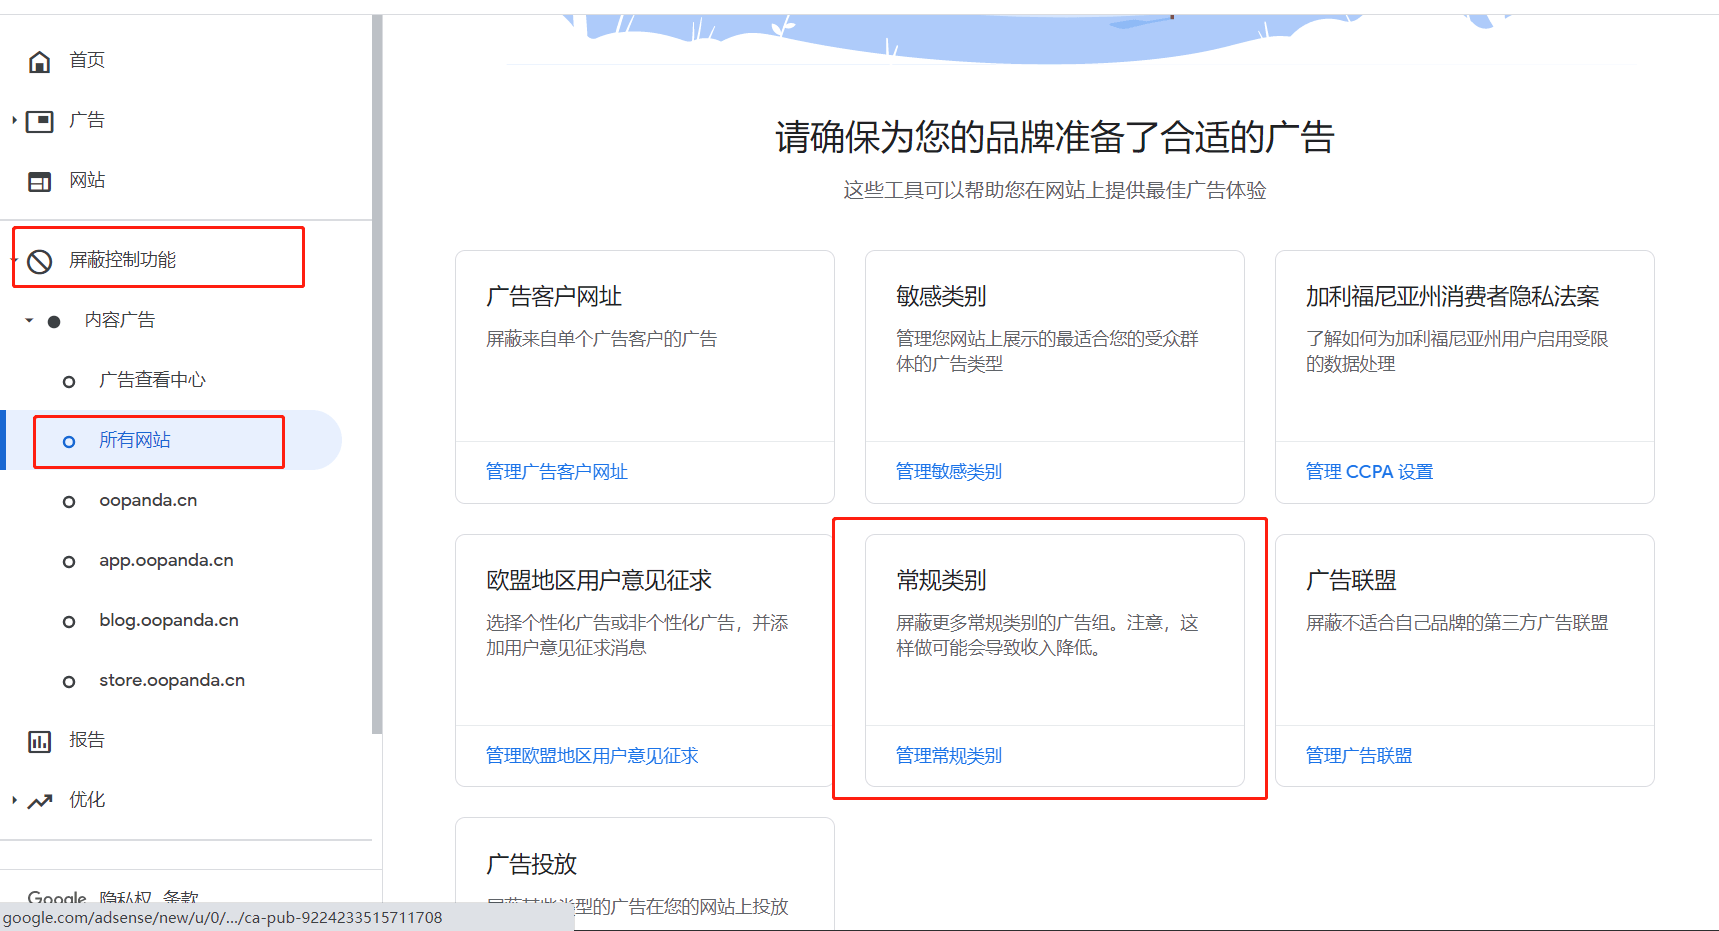 首页
广告
网站
屏蔽控制功能
内容广告
广告查看中心
所有网站
oopanda.cn
app.oopanda.cn
blog.oopanda.cn
store.oopanda.cn
报告
优化
Google 隐私权 条款
google.com/adsense/new/u/0/.../ca-pub-9224233515711708
请确保为您的品牌准备了合适的广告
这些工具可以帮助您在网站上提供最佳广告体验
广告客户网址
屏蔽来自单个广告客户的广告
管理广告客户网址
敏感类别
管理您网站上展示的最适合您的受众群
体的广告类型
管理敏感类别
加利福尼亚州消费者隐私法案
了解如何为加利福尼亚州用户启用受限
的数据处理
管理 CCPA 设置
欧盟地区用户意见征求
选择个性化广告或非个性化广告，并添
加用户意见征求消息
管理欧盟地区用户意见征求
常规类别
屏蔽更多常规类别的广告组。注意，这
样做可能会导致收入降低。
管理常规类别
广告联盟
屏蔽不适合自己品牌的第三方广告联盟
管理广告联盟
广告投放
屏蔽某些类型的广告在您的网站上投放